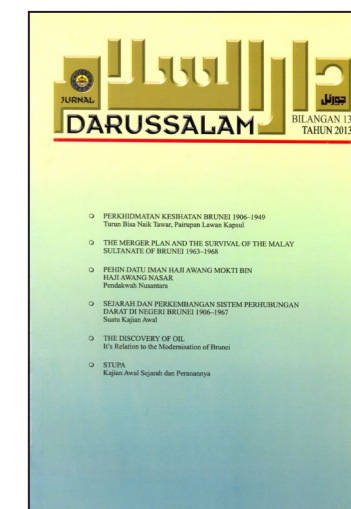 دارالسلام
JURNAL
جورنل
DARUSSALAM
BILANGAN 13
TAHUN 2013
PERKHIDMATAN KESIHATAN BRUNEI 1906–1949
Turun Bisa Naik Tawar, Pairupan Lawan Kapsul
THE MERGER PLAN AND THE SURVIVAL OF THE MALAY
SULTANATE OF BRUNEI 1963–1968
PEHIN DATU IMAN HAJI AWANG MOKTI BIN
HAJI AWANG NASAR
Pendakwah Nusantara
SEJARAH DAN PERKEMBANGAN SISTEM PERHUBUNGAN
DARAT DI NEGERI BRUNEI 1906–1967
Suatu Kajian Awal
THE DISCOVERY OF OIL
It's Relation to the Modernisation of Brunei
STUPA
Kajian Awal Sejarah dan Peranannya